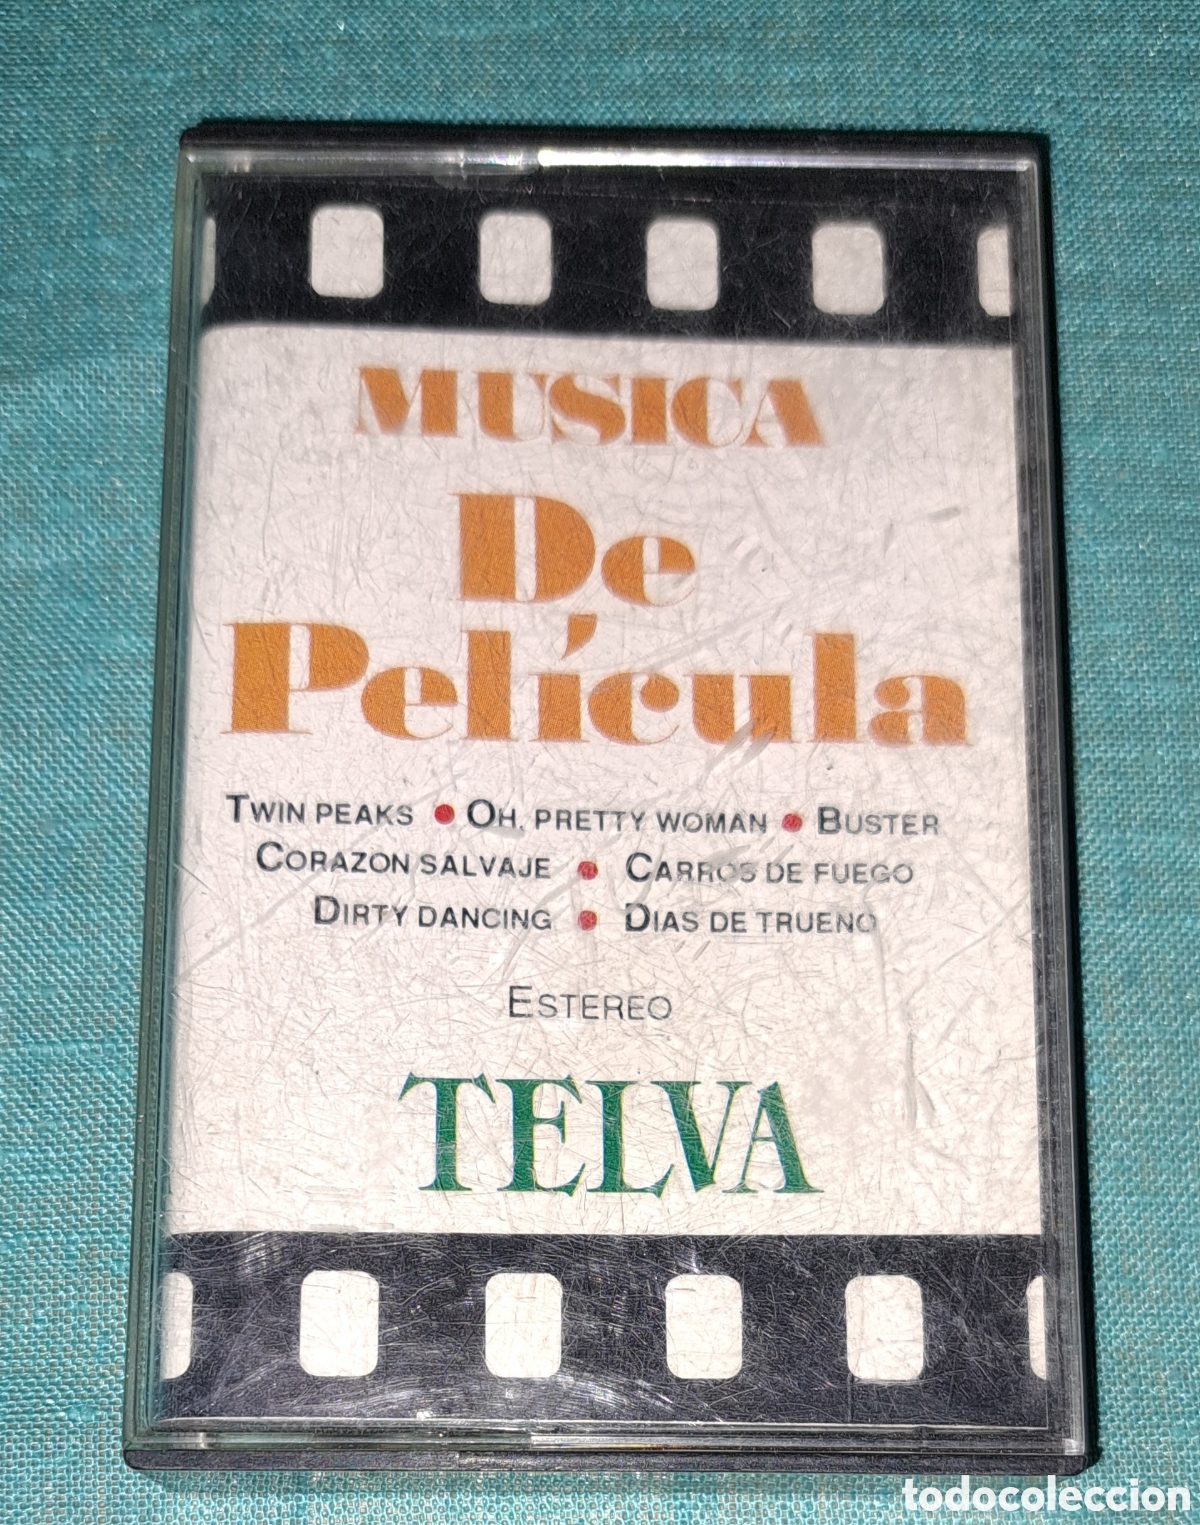 MUSICA
De
Película
TWIN PEAKS • OH, PRETTY WOMAN • BUSTER
CORAZON SALVAJE • CARROS DE FUEGO
DIRTY DANCING • DIAS DE TRUENO
ESTEREO
TELVA
todocoleccion